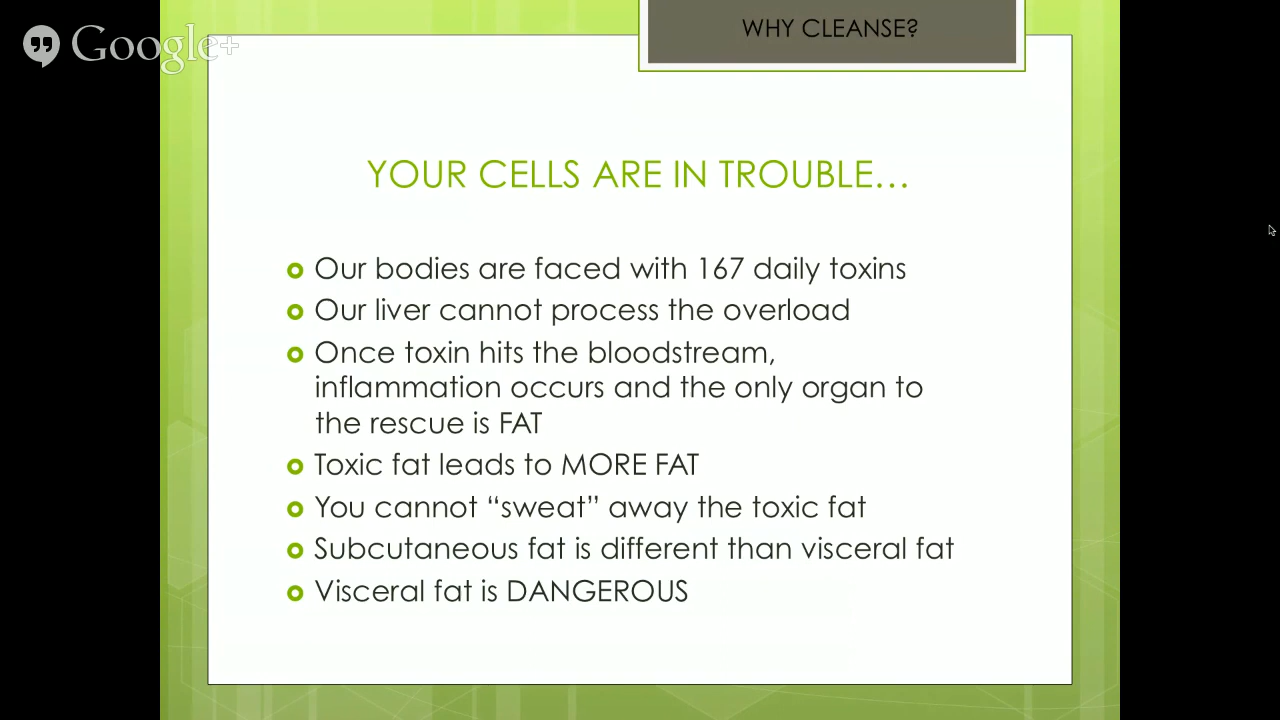 Google+
WHY CLEANSE?
YOUR CELLS ARE IN TROUBLE…
Our bodies are faced with 167 daily toxins
Our liver cannot process the overload
Once toxin hits the bloodstream,
inflammation occurs and the only organ to
the rescue is FAT
Toxic fat leads to MORE FAT
You cannot “sweat” away the toxic fat
Subcutaneous fat is different than visceral fat
Visceral fat is DANGEROUS